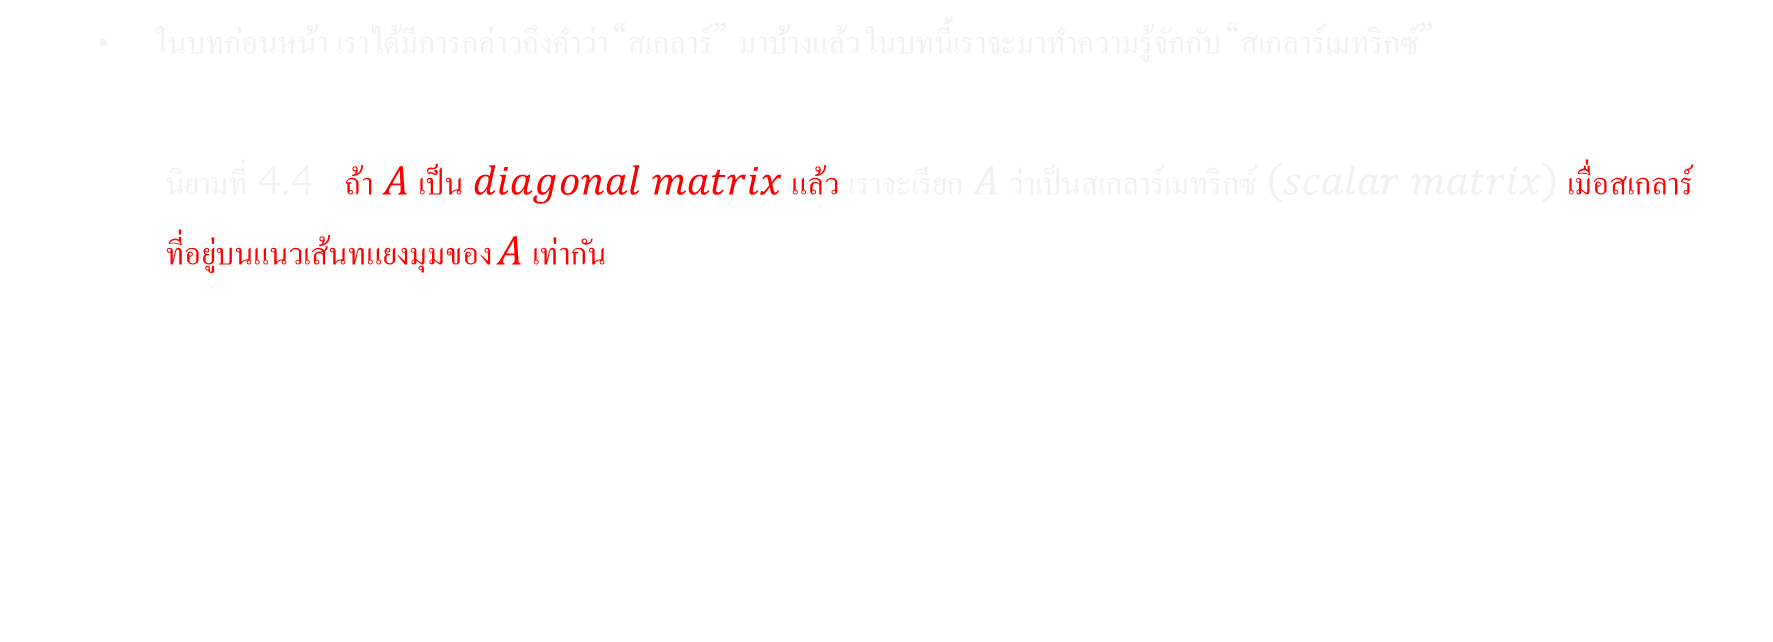 • ในบทก่อนหน้า เราได้มีการกล่าวถึงคำว่า “สเกลาร์” มาบ้างแล้ว ในบทนี้เราจะมาทำความรู้จักกับ “สเกลาร์เมทริกซ์”
นิยามที่ 4.4 ถ้า A เป็น diagonal matrix แล้ว เราจะเรียก A ว่าเป็นสเกลาร์เมทริกซ์ (scalar matrix) เมื่อสเกลาร์
ที่อยู่บนแนวเส้นทแยงมุมของ A เท่ากัน